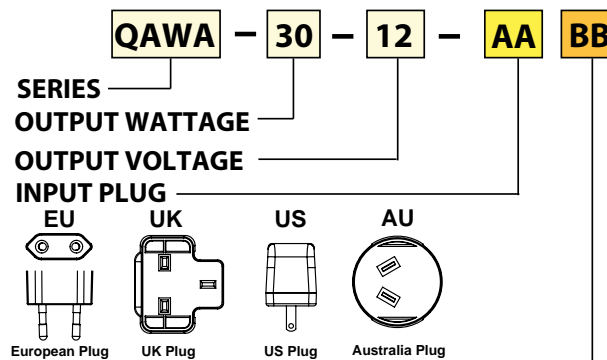 QAWA – 30 – 12 – AA BB
SERIES
OUTPUT WATTAGE
OUTPUT VOLTAGE
INPUT PLUG
EU UK US AU
European Plug UK Plug US Plug Australia Plug